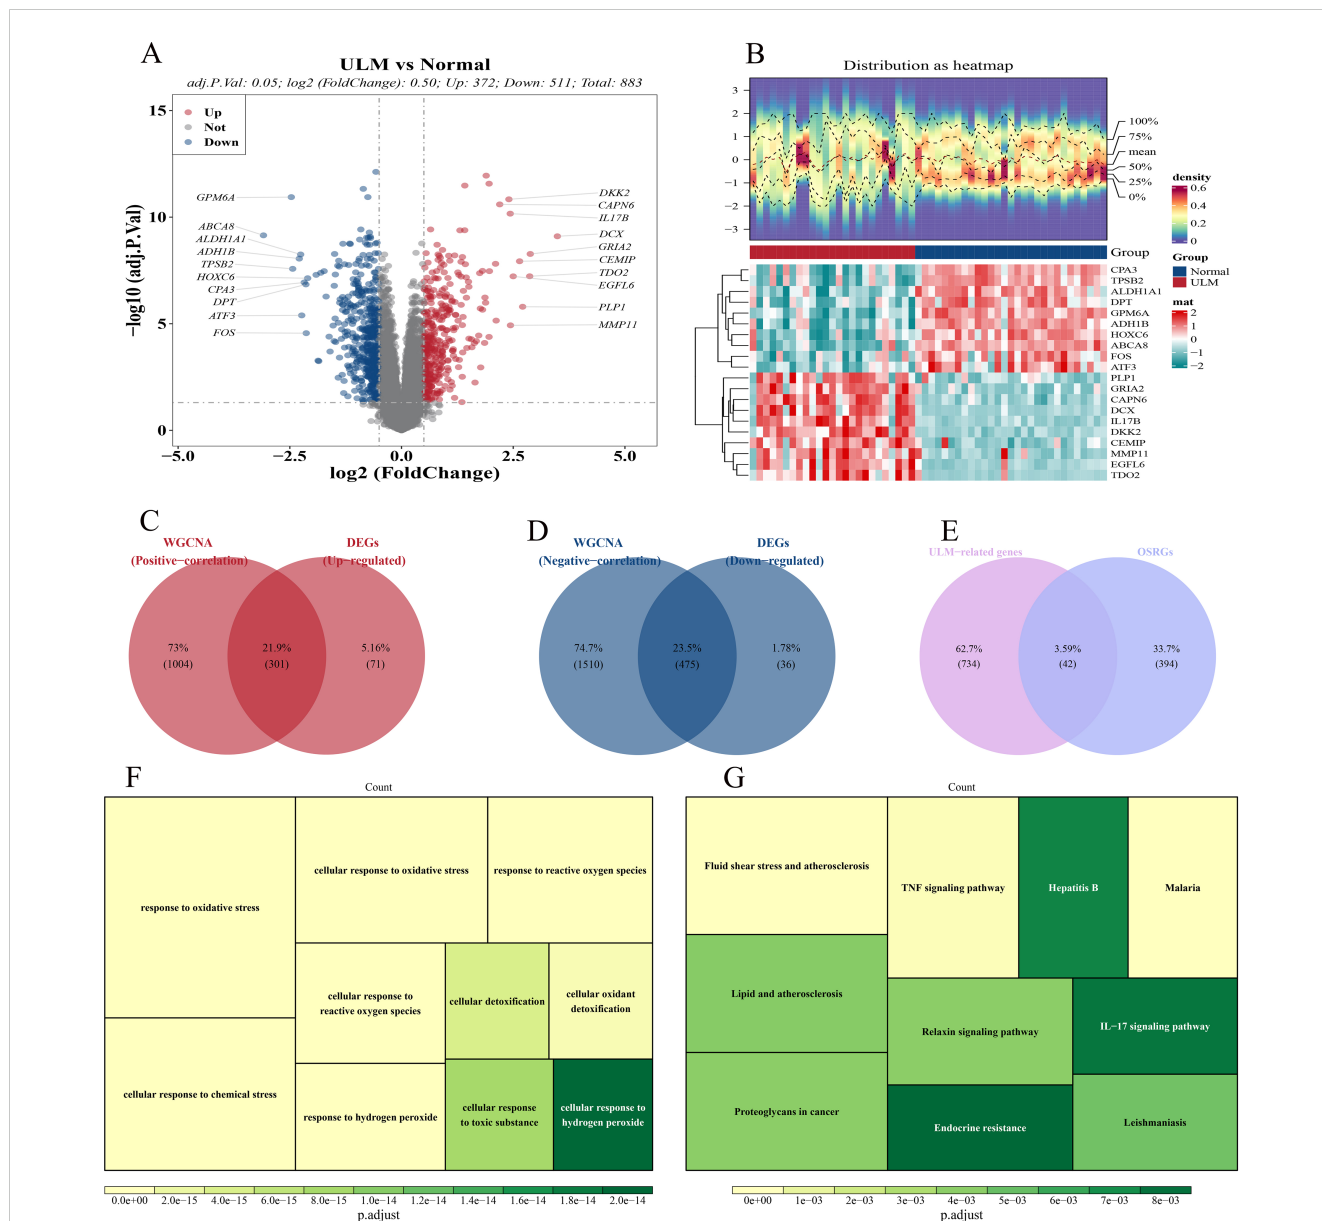 A
ULM vs Normal
adj.P.Val: 0.05; log2 (FoldChange): 0.50; Up: 372; Down: 511; Total: 883
Up
Not
Down
15
10
5
0
−log10 (adj.P.Val)
GPM6A
ABCA8
ALDH1A1
ADH1B
TPSB2
HOXC6
CPA3
DPT
ATF3
FOS
DKK2
CAPN6
IL17B
DCX
GRIA2
CEMIP
TDO2
EGFL6
PLP1
MMP11
−5.0
−2.5
0.0
2.5
5.0
log2 (FoldChange)
B
Distribution as heatmap
3
2
1
0
−1
−2
−3
100%
75%
mean
50%
25%
0%
density
0.6
0.4
0.2
0
Group
Group
Normal
ULM
mat
2
1
0
−1
−2
CPA3
TPSB2
ALDH1A1
DPT
GPM6A
ADH1B
HOXC6
ABCA8
FOS
ATF3
PLP1
GRIA2
CAPN6
DCX
IL17B
DKK2
CEMIP
MMP11
EGFL6
TDO2
C
WGCNA
(Positive−correlation)
DEGs
(Up−regulated)
73%
(1004)
21.9%
(301)
5.16%
(71)
D
WGCNA
(Negative−correlation)
DEGs
(Down−regulated)
74.7%
(1510)
23.5%
(475)
1.78%
(36)
E
ULM−related genes
OSRGs
62.7%
(734)
3.59%
(42)
33.7%
(394)
F
Count
response to oxidative stress
cellular response to chemical stress
cellular response to oxidative stress
response to reactive oxygen species
cellular response to
reactive oxygen species
cellular detoxification
cellular oxidant
detoxification
response to hydrogen peroxide
cellular response
to toxic substance
cellular response to
hydrogen peroxide
0.0e+00
2.0e−15
4.0e−15
6.0e−15
8.0e−15
1.0e−14
1.2e−14
1.4e−14
1.6e−14
1.8e−14
2.0e−14
p.adjust
G
Count
Fluid shear stress and atherosclerosis
Lipid and atherosclerosis
Proteoglycans in cancer
TNF signaling pathway
Hepatitis B
Malaria
Relaxin signaling pathway
IL−17 signaling pathway
Endocrine resistance
Leishmaniasis
0e+00
1e−03
2e−03
3e−03
4e−03
5e−03
6e−03
7e−03
8e−03
p.adjust